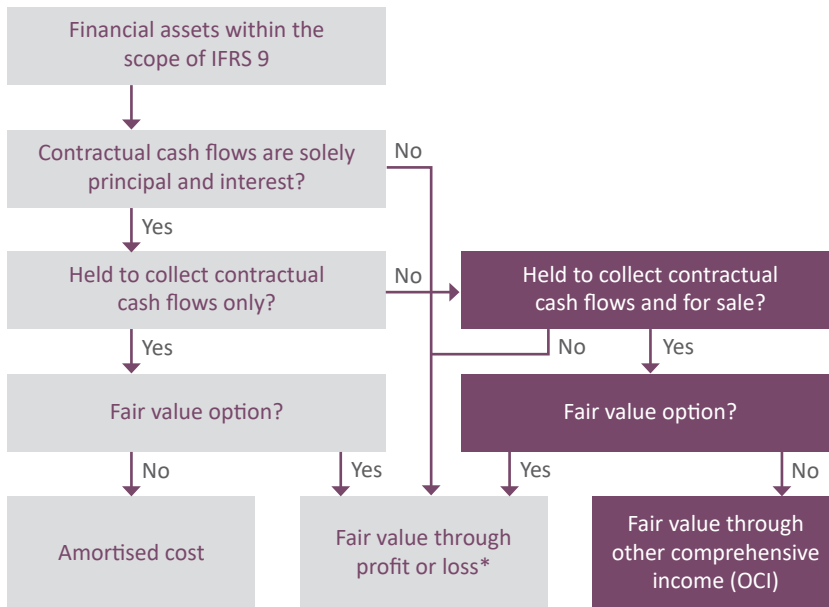 Financial assets within the
scope of IFRS 9
Contractual cash flows are solely
principal and interest?
No
Yes
Held to collect contractual
cash flows only?
No
Held to collect contractual
cash flows and for sale?
Yes
No
Yes
Fair value option?
Fair value option?
No
Yes
Yes
No
Amortised cost
Fair value through
profit or loss*
Fair value through
other comprehensive
income (OCI)